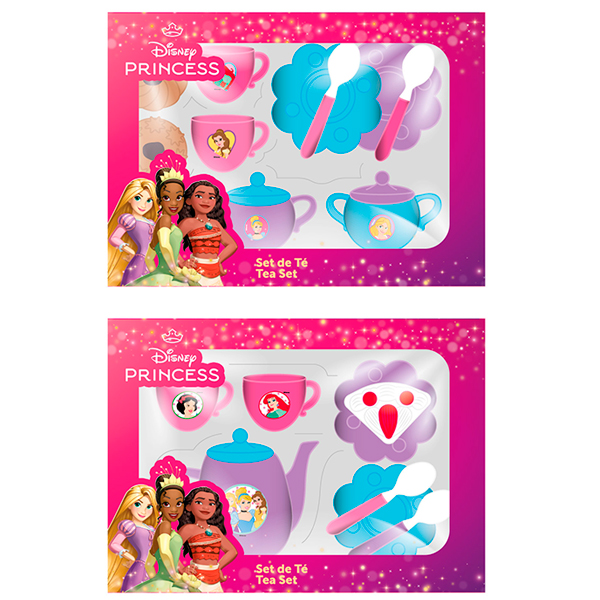 Disney
PRINCESS
Set de Té
Tea Set
Disney
PRINCESS
Set de Té
Tea Set